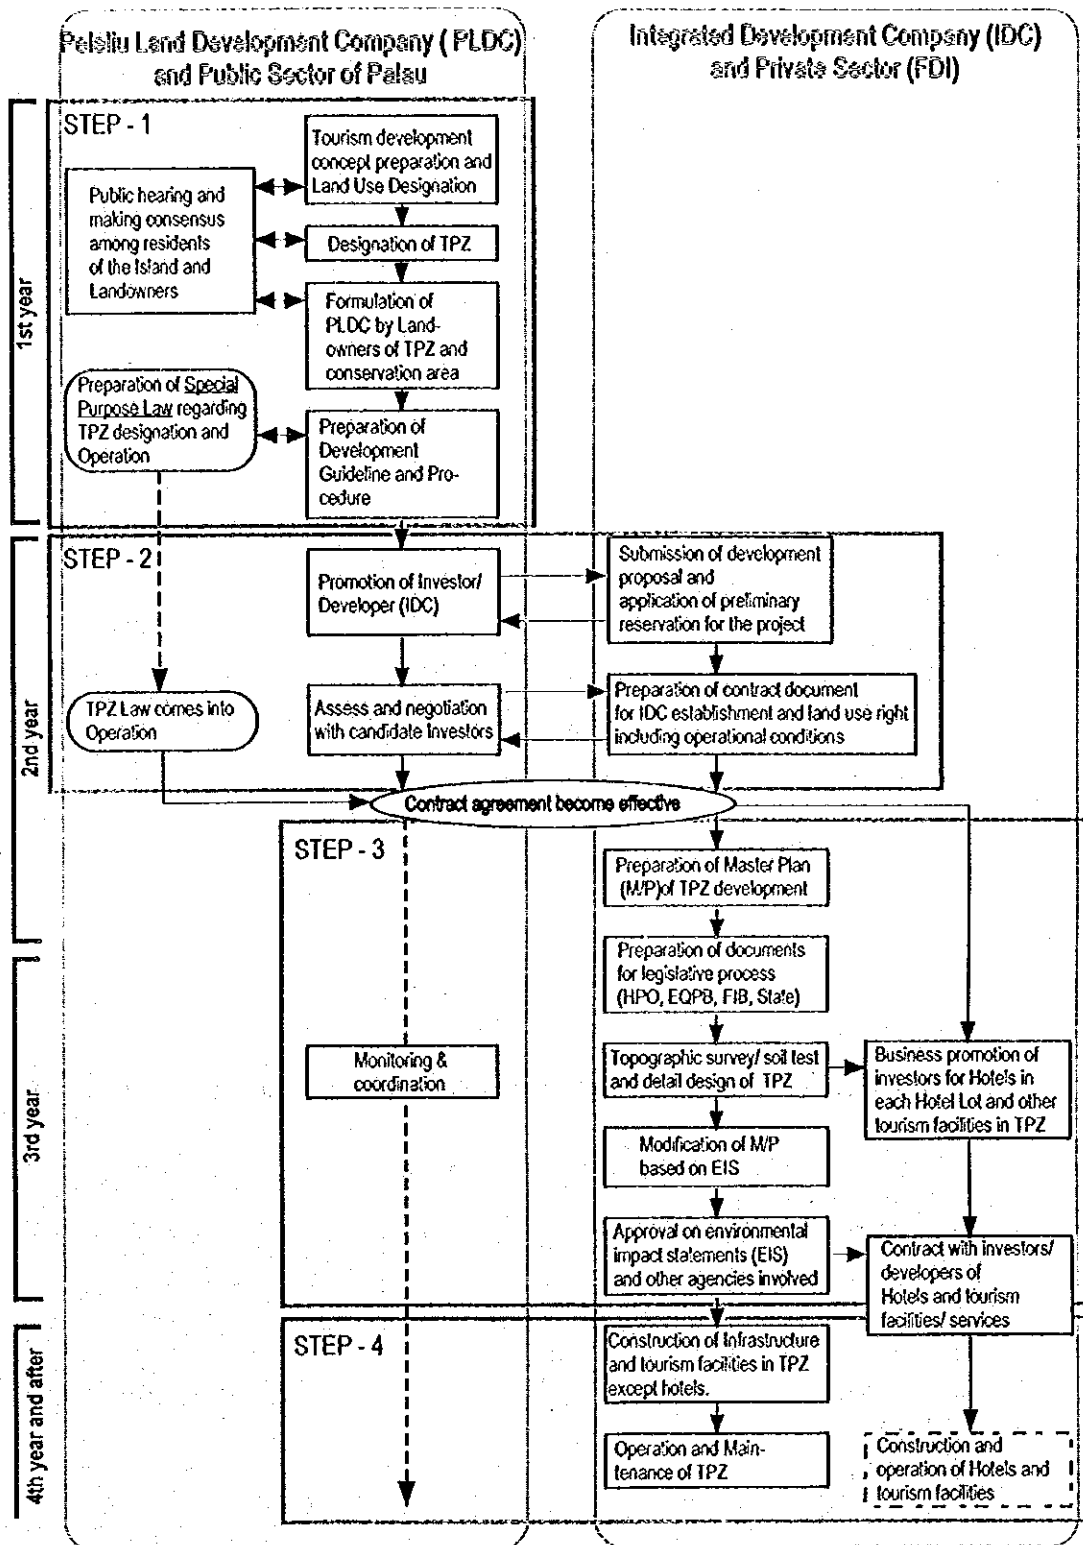 Peleliu Land Development Company (PLDC)
and Public Sector of Palau
Integrated Development Company (IDC)
and Private Sector (FDI)
1st year
STEP - 1
Tourism development
concept preparation and
Land Use Designation
Public hearing and
making consensus
among residents
of the Island and
Landowners
Designation of TPZ
Formulation of
PLDC by Land-
owners of TPZ and
conservation area
Preparation of Special
Purpose Law regarding
TPZ designation and
Operation
Preparation of
Development
Guideline and Pro-
cedure
2nd year
STEP - 2
Promotion of Investor/
Developer (IDC)
Submission of development
proposal and
application of preliminary
reservation for the project
TPZ Law comes into
Operation
Assess and negotiation
with candidate Investors
Preparation of contract document
for IDC establishment and land use right
including operational conditions
Contract agreement become effective
STEP - 3
Preparation of Master Plan
(M/P)of TPZ development
3rd year
Preparation of documents
for legislative process
(HPO, EQPB, FIB, State)
Monitoring &
coordination
Topographic survey/ soil test
and detail design of TPZ
Business promotion of
investors for Hotels in
each Hotel Lot and other
tourism facilities in TPZ
Modification of M/P
based on EIS
Approval on environmental
impact statements (EIS)
and other agencies involved
Contract with investors/
developers of
Hotels and tourism
facilities/ services
4th year and after
STEP - 4
Construction of Infrastructure
and tourism facilities in TPZ
except hotels.
Operation and Main-
tenance of TPZ
Construction and
operation of Hotels and
tourism facilities